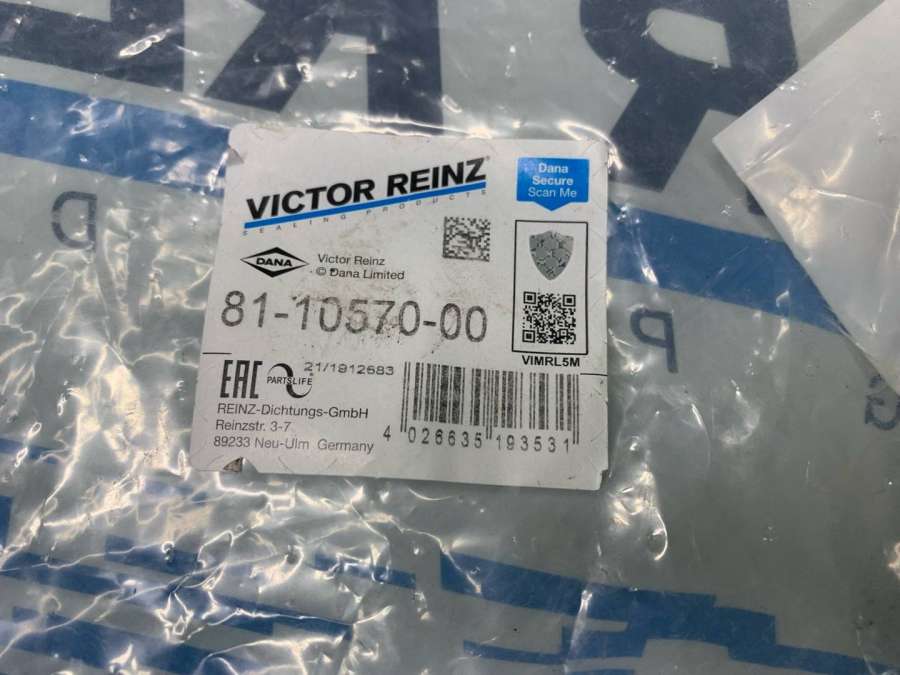 VICTOR REINZ®
SEALING PRODUCTS
Dana
Secure
Scan Me
DANA
Victor Reinz
© Dana Limited
81-10570-00
VIMRL5M
EAC
PARTSLIFE®
21/1912683
REINZ-Dichtungs-GmbH
Reinzstr. 3-7
89233 Neu-Ulm Germany
4 026635 193531